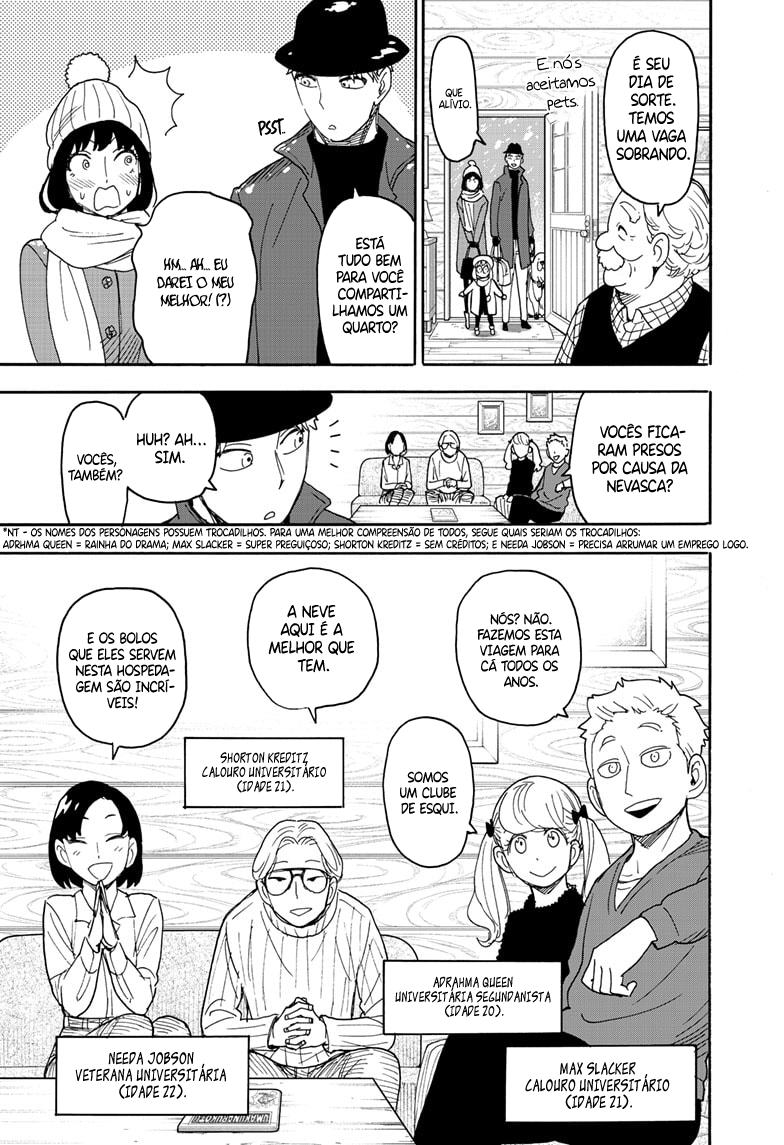 É SEU
DIA DE
SORTE.
TEMOS
UMA VAGA
SOBRANDO.
E nós
aceitamos
pets.
QUE
ALÍVIO.
PSST..
ESTÁ
TUDO BEM
PARA VOCÊ
COMPARTI-
LHAMOS UM
QUARTO?
HM... AH... EU
DAREI O MEU
MELHOR! (?)
VOCÊS FICA-
RAM PRESOS
POR CAUSA DA
NEVASCA?
HUH? AH...
SIM.
VOCÊS,
TAMBÉM?
*NT - OS NOMES DOS PERSONAGENS POSSUEM TROCADILHOS. PARA UMA MELHOR COMPREENSÃO DE TODOS, SEGUE QUAIS SERIAM OS TROCADILHOS:
ADRHMA QUEEN = RAINHA DO DRAMA; MAX SLACKER = SUPER PREGUIÇOSO; SHORTON KREDITZ = SEM CRÉDITOS; E NEEDA JOBSON = PRECISA ARRUMAR UM EMPREGO LOGO.
NÓS? NÃO.
FAZEMOS ESTA
VIAGEM PARA
CÁ TODOS OS
ANOS.
A NEVE
AQUI É A
MELHOR QUE
TEM.
E OS BOLOS
QUE ELES SERVEM
NESTA HOSPEDA-
GEM SÃO INCRÍ-
VEIS!
SOMOS
UM CLUBE
DE ESQUI.
SHORTON KREDITZ
CALOURO UNIVERSITÁRIO
(IDADE 21).
ADRAHMA QUEEN
UNIVERSITÁRIA SEGUNDANISTA
(IDADE 20).
NEEDA JOBSON
VETERANA UNIVERSITÁRIA
(IDADE 22).
MAX SLACKER
CALOURO UNIVERSITÁRIO
(IDADE 21).